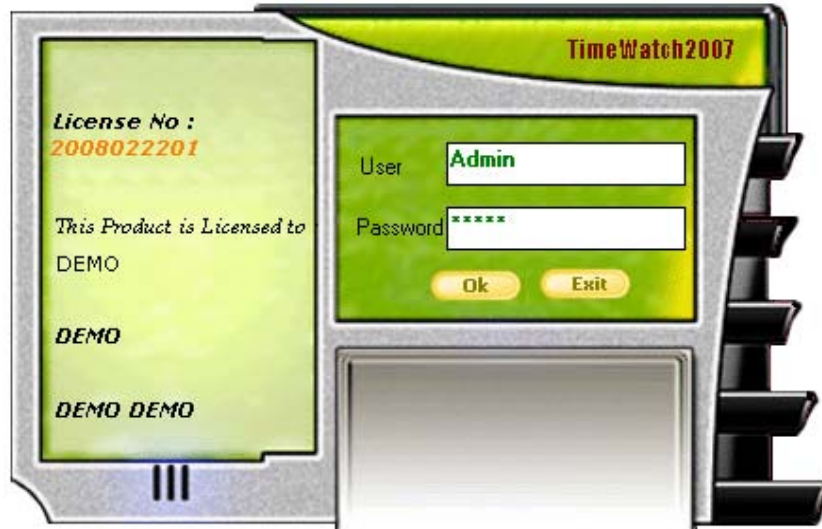 TimeWatch2007
License No :
2008022201
This Product is Licensed to
DEMO
DEMO
DEMO DEMO
User
Admin
Password
*****
Ok
Exit